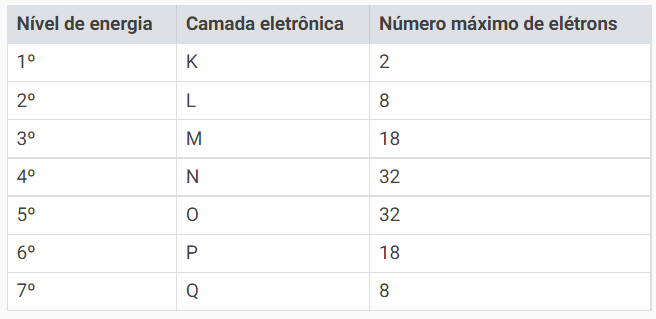 Nível de energia Camada eletrônica Número máximo de elétrons
1º K 2
2º L 8
3º M 18
4º N 32
5º O 32
6º P 18
7º Q 8